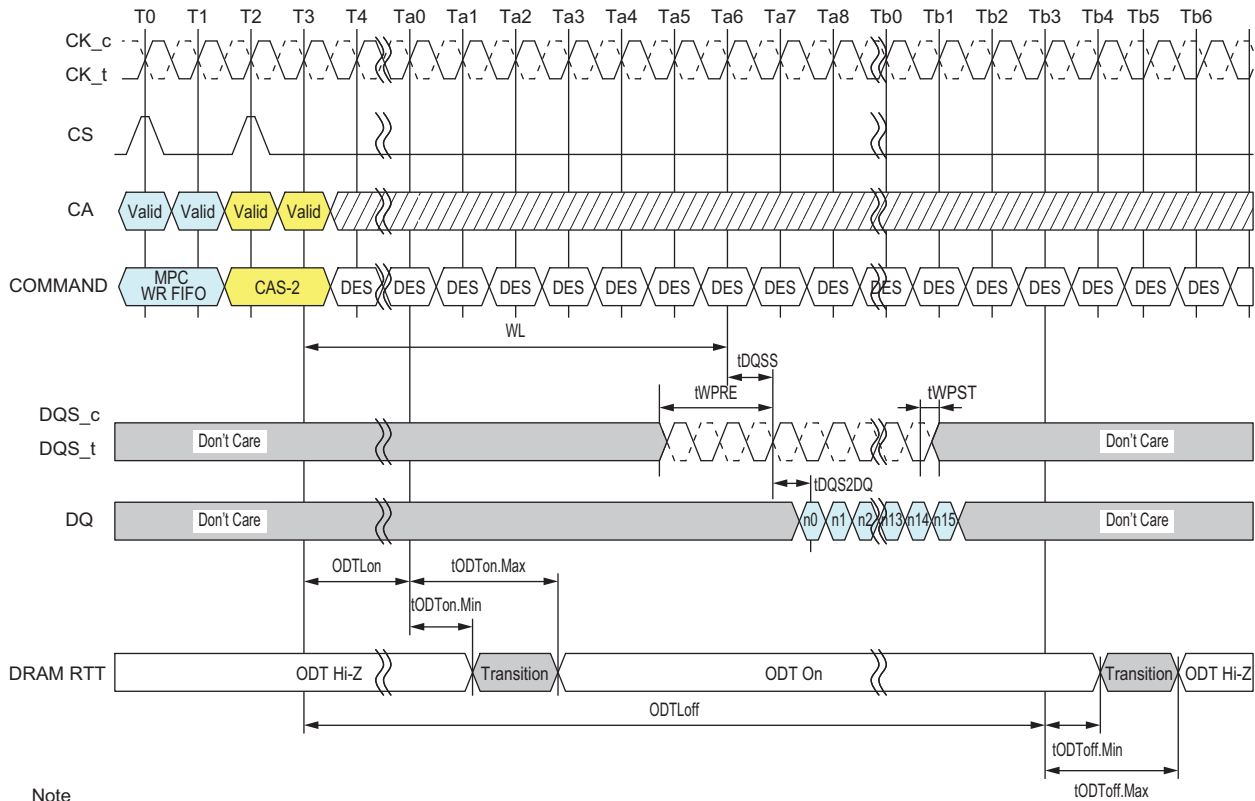 T0 T1 T2 T3 T4 Ta0 Ta1 Ta2 Ta3 Ta4 Ta5 Ta6 Ta7 Ta8 Tb0 Tb1 Tb2 Tb3 Tb4 Tb5 Tb6
CK_c
CK_t
CS
CA Valid Valid Valid Valid
COMMAND MPC WR FIFO CAS-2 DES DES DES DES DES DES DES DES DES DES DES DES DES DES DES DES DES
WL
tDQSS
tWPRE tWPST
DQS_c
DQS_t Don't Care Don't Care
tDQS2DQ
DQ Don't Care n0 n1 n2 n13 n14 n15 Don't Care
ODTLon tODTon.Max
tODTon.Min
DRAM RTT ODT Hi-Z Transition ODT On Transition ODT Hi-Z
ODTLoff
tODToff.Min
tODToff.Max
Note